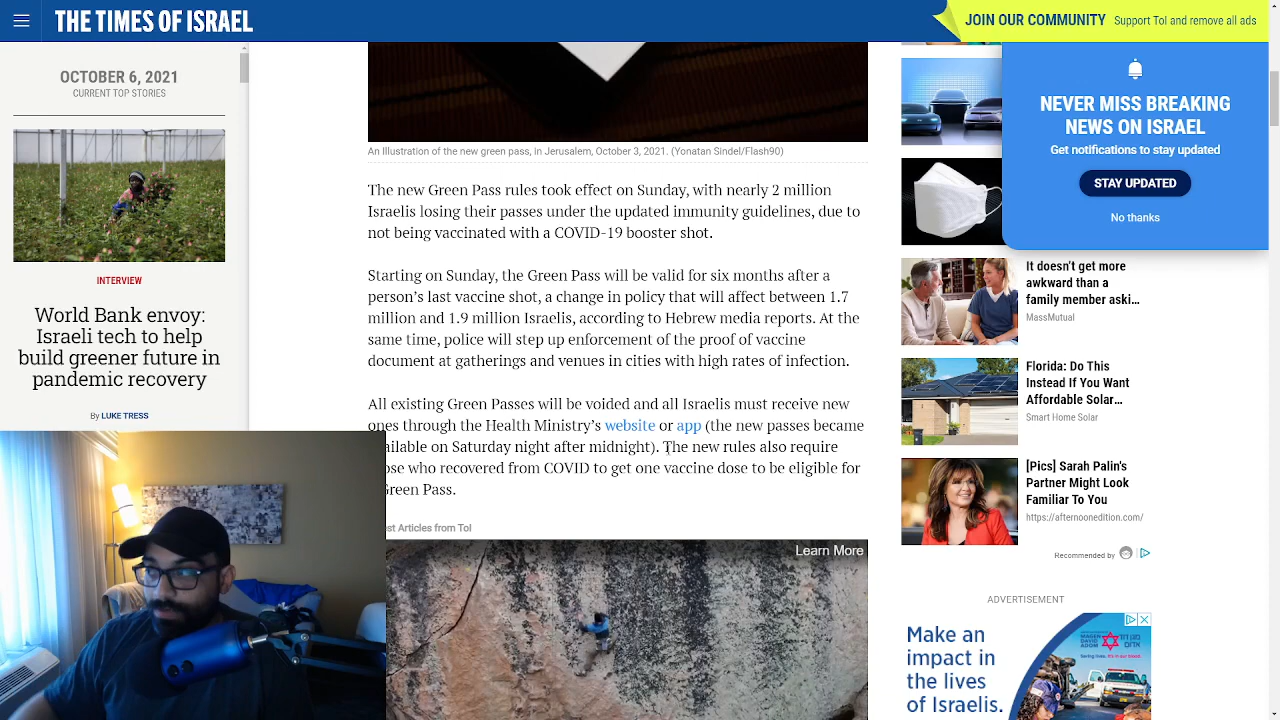 THE TIMES OF ISRAEL
JOIN OUR COMMUNITY Support ToI and remove all ads
OCTOBER 6, 2021
CURRENT TOP STORIES
INTERVIEW
World Bank envoy:
Israeli tech to help
build greener future in
pandemic recovery
By LUKE TRESS
An Illustration of the new green pass, in Jerusalem, October 3, 2021. (Yonatan Sindel/Flash90)
The new Green Pass rules took effect on Sunday, with nearly 2 million
Israelis losing their passes under the updated immunity guidelines, due to
not being vaccinated with a COVID-19 booster shot.
Starting on Sunday, the Green Pass will be valid for six months after a
person's last vaccine shot, a change in policy that will affect between 1.7
million and 1.9 million Israelis, according to Hebrew media reports. At the
same time, police will step up enforcement of the proof of vaccine
document at gatherings and venues in cities with high rates of infection.
All existing Green Passes will be voided and all Israelis must receive new
ones through the Health Ministry's website or app (the new passes became
ailable on Saturday night after midnight). The new rules also require
ose who recovered from COVID to get one vaccine dose to be eligible for
Green Pass.
st Articles from ToI
Learn More
NEVER MISS BREAKING
NEWS ON ISRAEL
Get notifications to stay updated
STAY UPDATED
No thanks
It doesn't get more
awkward than a
family member aski...
MassMutual
Florida: Do This
Instead If You Want
Affordable Solar...
Smart Home Solar
[Pics] Sarah Palin's
Partner Might Look
Familiar To You
https://afternoonedition.com/
Recommended by
ADVERTISEMENT
Make an
impact in
the lives
of Israelis.
MAGEN
DAVID
ADOM
מגן דוד
אדום
Saving lives. It's in our blood.